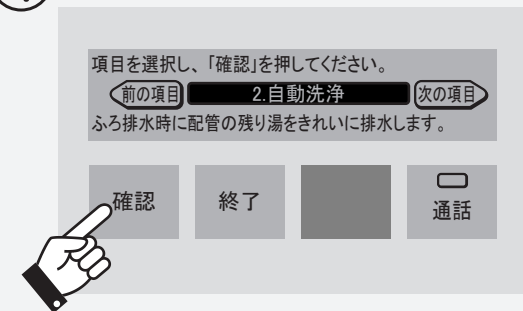 項目を選択し、「確認」を押してください。
前の項目 2.自動洗浄 次の項目
ふろ排水時に配管の残り湯をきれいに排水します。
確認 終了 通話